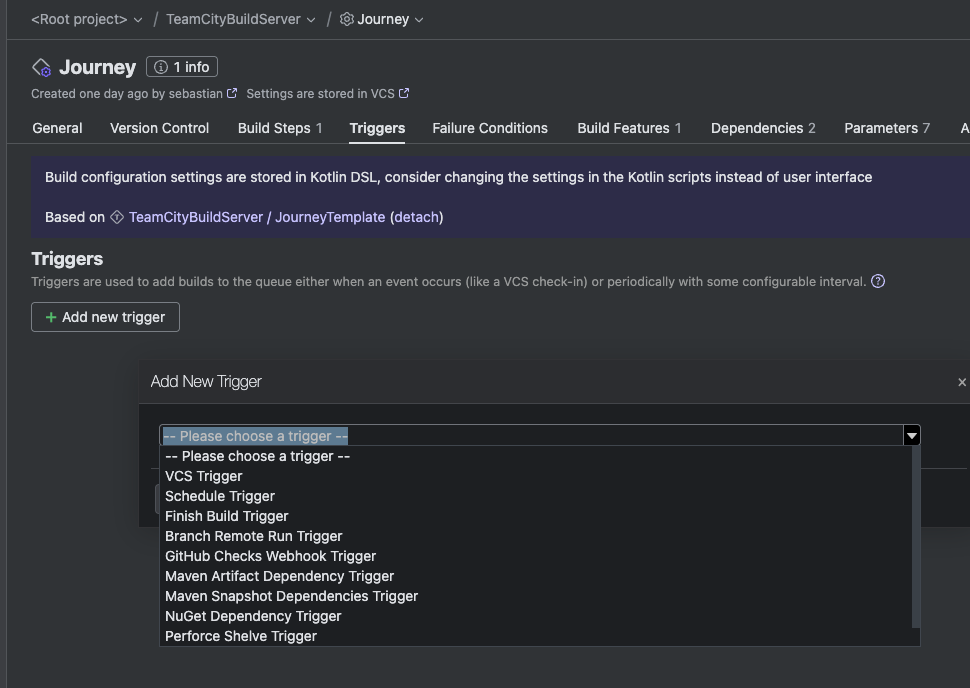 <Root project> / TeamCityBuildServer / Journey
Journey 1 info
Created one day ago by sebastian Settings are stored in VCS
General Version Control Build Steps 1 Triggers Failure Conditions Build Features 1 Dependencies 2 Parameters 7 A
Build configuration settings are stored in Kotlin DSL, consider changing the settings in the Kotlin scripts instead of user interface
Based on TeamCityBuildServer / JourneyTemplate (detach)
Triggers
Triggers are used to add builds to the queue either when an event occurs (like a VCS check-in) or periodically with some configurable interval. ?
+ Add new trigger
Add New Trigger ×
-- Please choose a trigger --
-- Please choose a trigger --
VCS Trigger
Schedule Trigger
Finish Build Trigger
Branch Remote Run Trigger
GitHub Checks Webhook Trigger
Maven Artifact Dependency Trigger
Maven Snapshot Dependencies Trigger
NuGet Dependency Trigger
Perforce Shelve Trigger